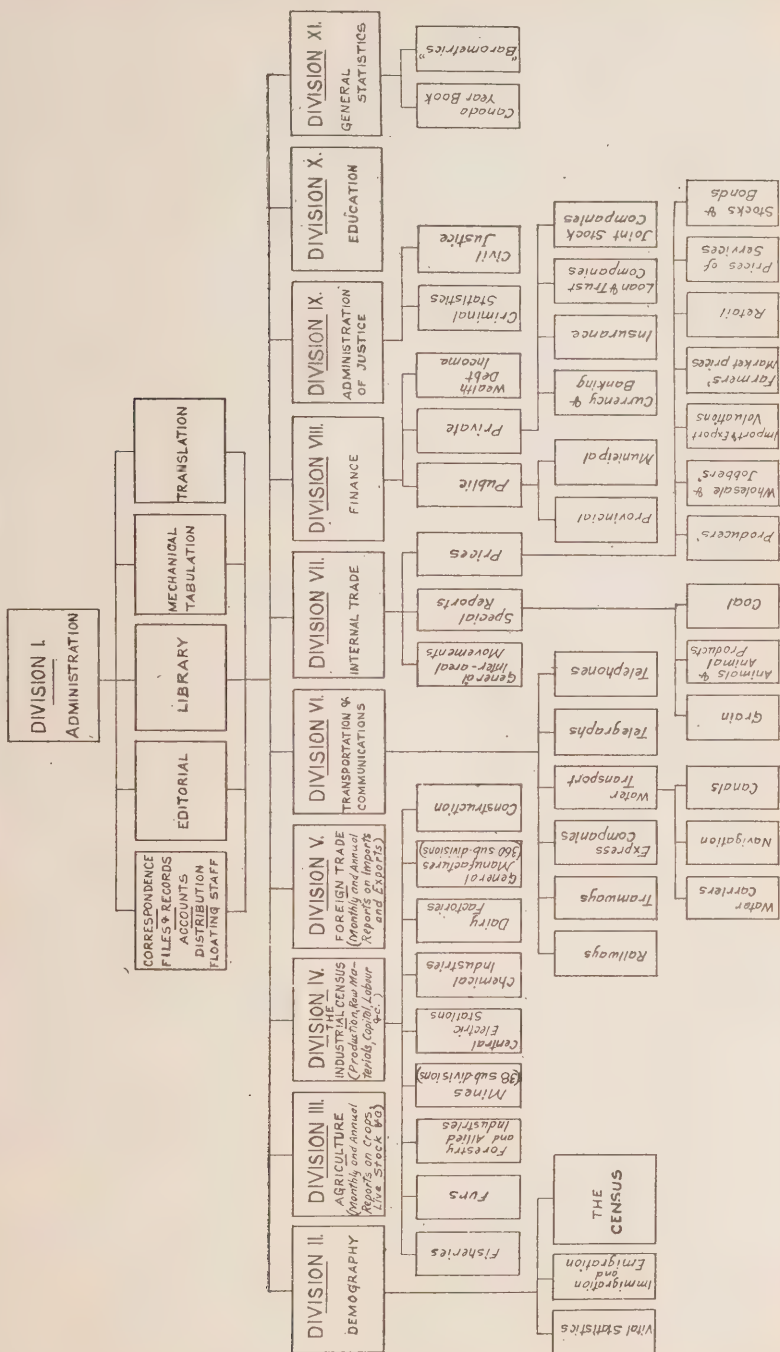 DIVISION I.
ADMINISTRATION
CORRESPONDENCE
FILES & RECORDS
ACCOUNTS
DISTRIBUTION
FLOATING STAFF
EDITORIAL
LIBRARY
MECHANICAL
TABULATION
TRANSLATION
DIVISION II.
DEMOGRAPHY
DIVISION III.
AGRICULTURE
(Monthly and Annual
Reports on Crops,
Live Stock &c)
DIVISION IV.
THE
INDUSTRIAL CENSUS
(Production, Raw Ma-
terials, Capital, Labour
&c.)
DIVISION V.
FOREIGN TRADE
(Monthly and Annual
Reports on Imports
and Exports)
DIVISION VI.
TRANSPORTATION &
COMMUNICATIONS
DIVISION VII.
INTERNAL TRADE
DIVISION VIII.
FINANCE
DIVISION IX.
ADMINISTRATION
OF JUSTICE
DIVISION X.
EDUCATION
DIVISION XI.
GENERAL
STATISTICS
Vital Statistics
Immigration
and
Emigration
THE
CENSUS
Fisheries
Furs
Forestry
and Allied
Industries
Mines
(38 sub-divisions)
Central
Electric
Stations
Chemical
Industries
Dairy
Factories
General
Manufactures
(360 sub-divisions)
Construction
Railways
Tramways
Express
Companies
Water
Transport
Telegraphs
Telephones
Water Carriers
Navigation
Canals
General
Inter-areal
Movements
Special
Reports
Prices
Grain
Animals &
Animal
Products
Coal
Producers'
Wholesale &
Jobbers'
Import & Export
Valuations
Farmers'
Market prices
Retail
Prices of
Services
Stocks &
Bonds
Public
Private
Wealth
Debt
Income
Provincial
Municipal
Currency &
Banking
Insurance
Loan & Trust
Companies
Joint Stock
Companies
Criminal
Statistics
Civil
Justice
Canada
Year Book
"Barometrics"